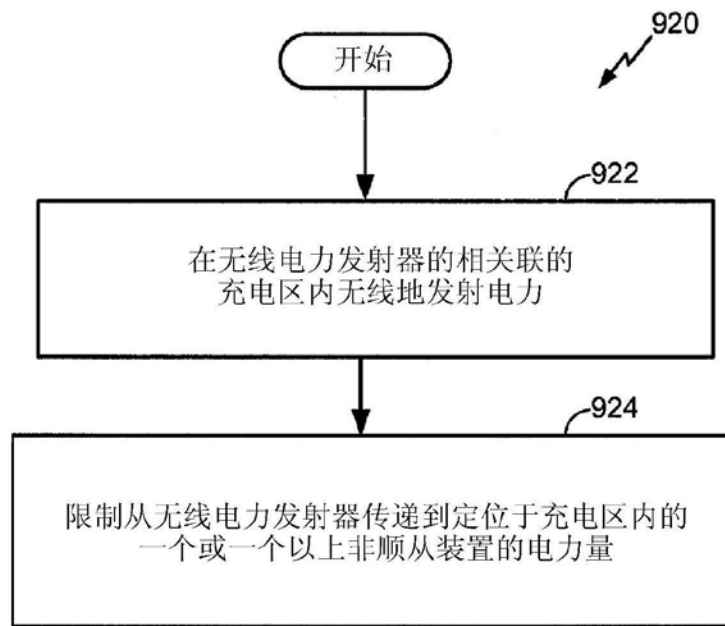 920
开始
922
在无线电力发射器的相关联的
充电区内无线地发射电力
924
限制从无线电力发射器传递到定位于充电区内的
一个或一个以上非顺从装置的电力量